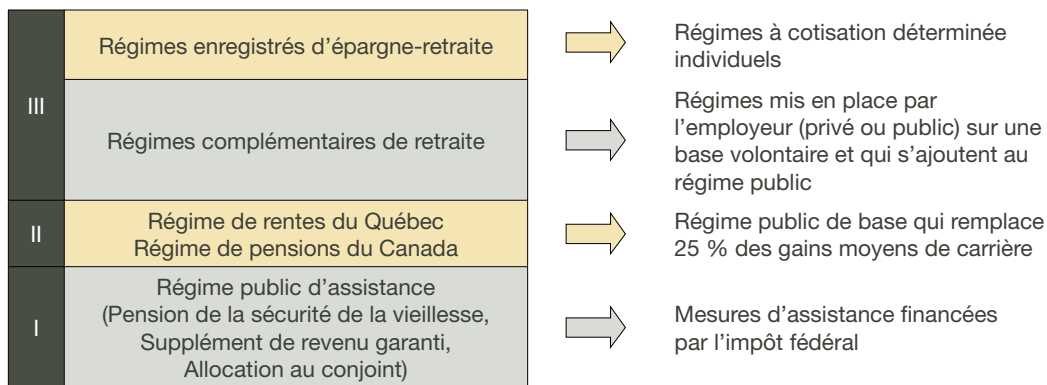 III
Régimes enregistrés d’épargne-retraite
Régimes à cotisation déterminée
individuels
Régimes complémentaires de retraite
Régimes mis en place par
l’employeur (privé ou public) sur une
base volontaire et qui s’ajoutent au
régime public
II
Régime de rentes du Québec
Régime de pensions du Canada
Régime public de base qui remplace
25 % des gains moyens de carrière
I
Régime public d’assistance
(Pension de la sécurité de la vieillesse,
Supplément de revenu garanti,
Allocation au conjoint)
Mesures d’assistance financées
par l’impôt fédéral